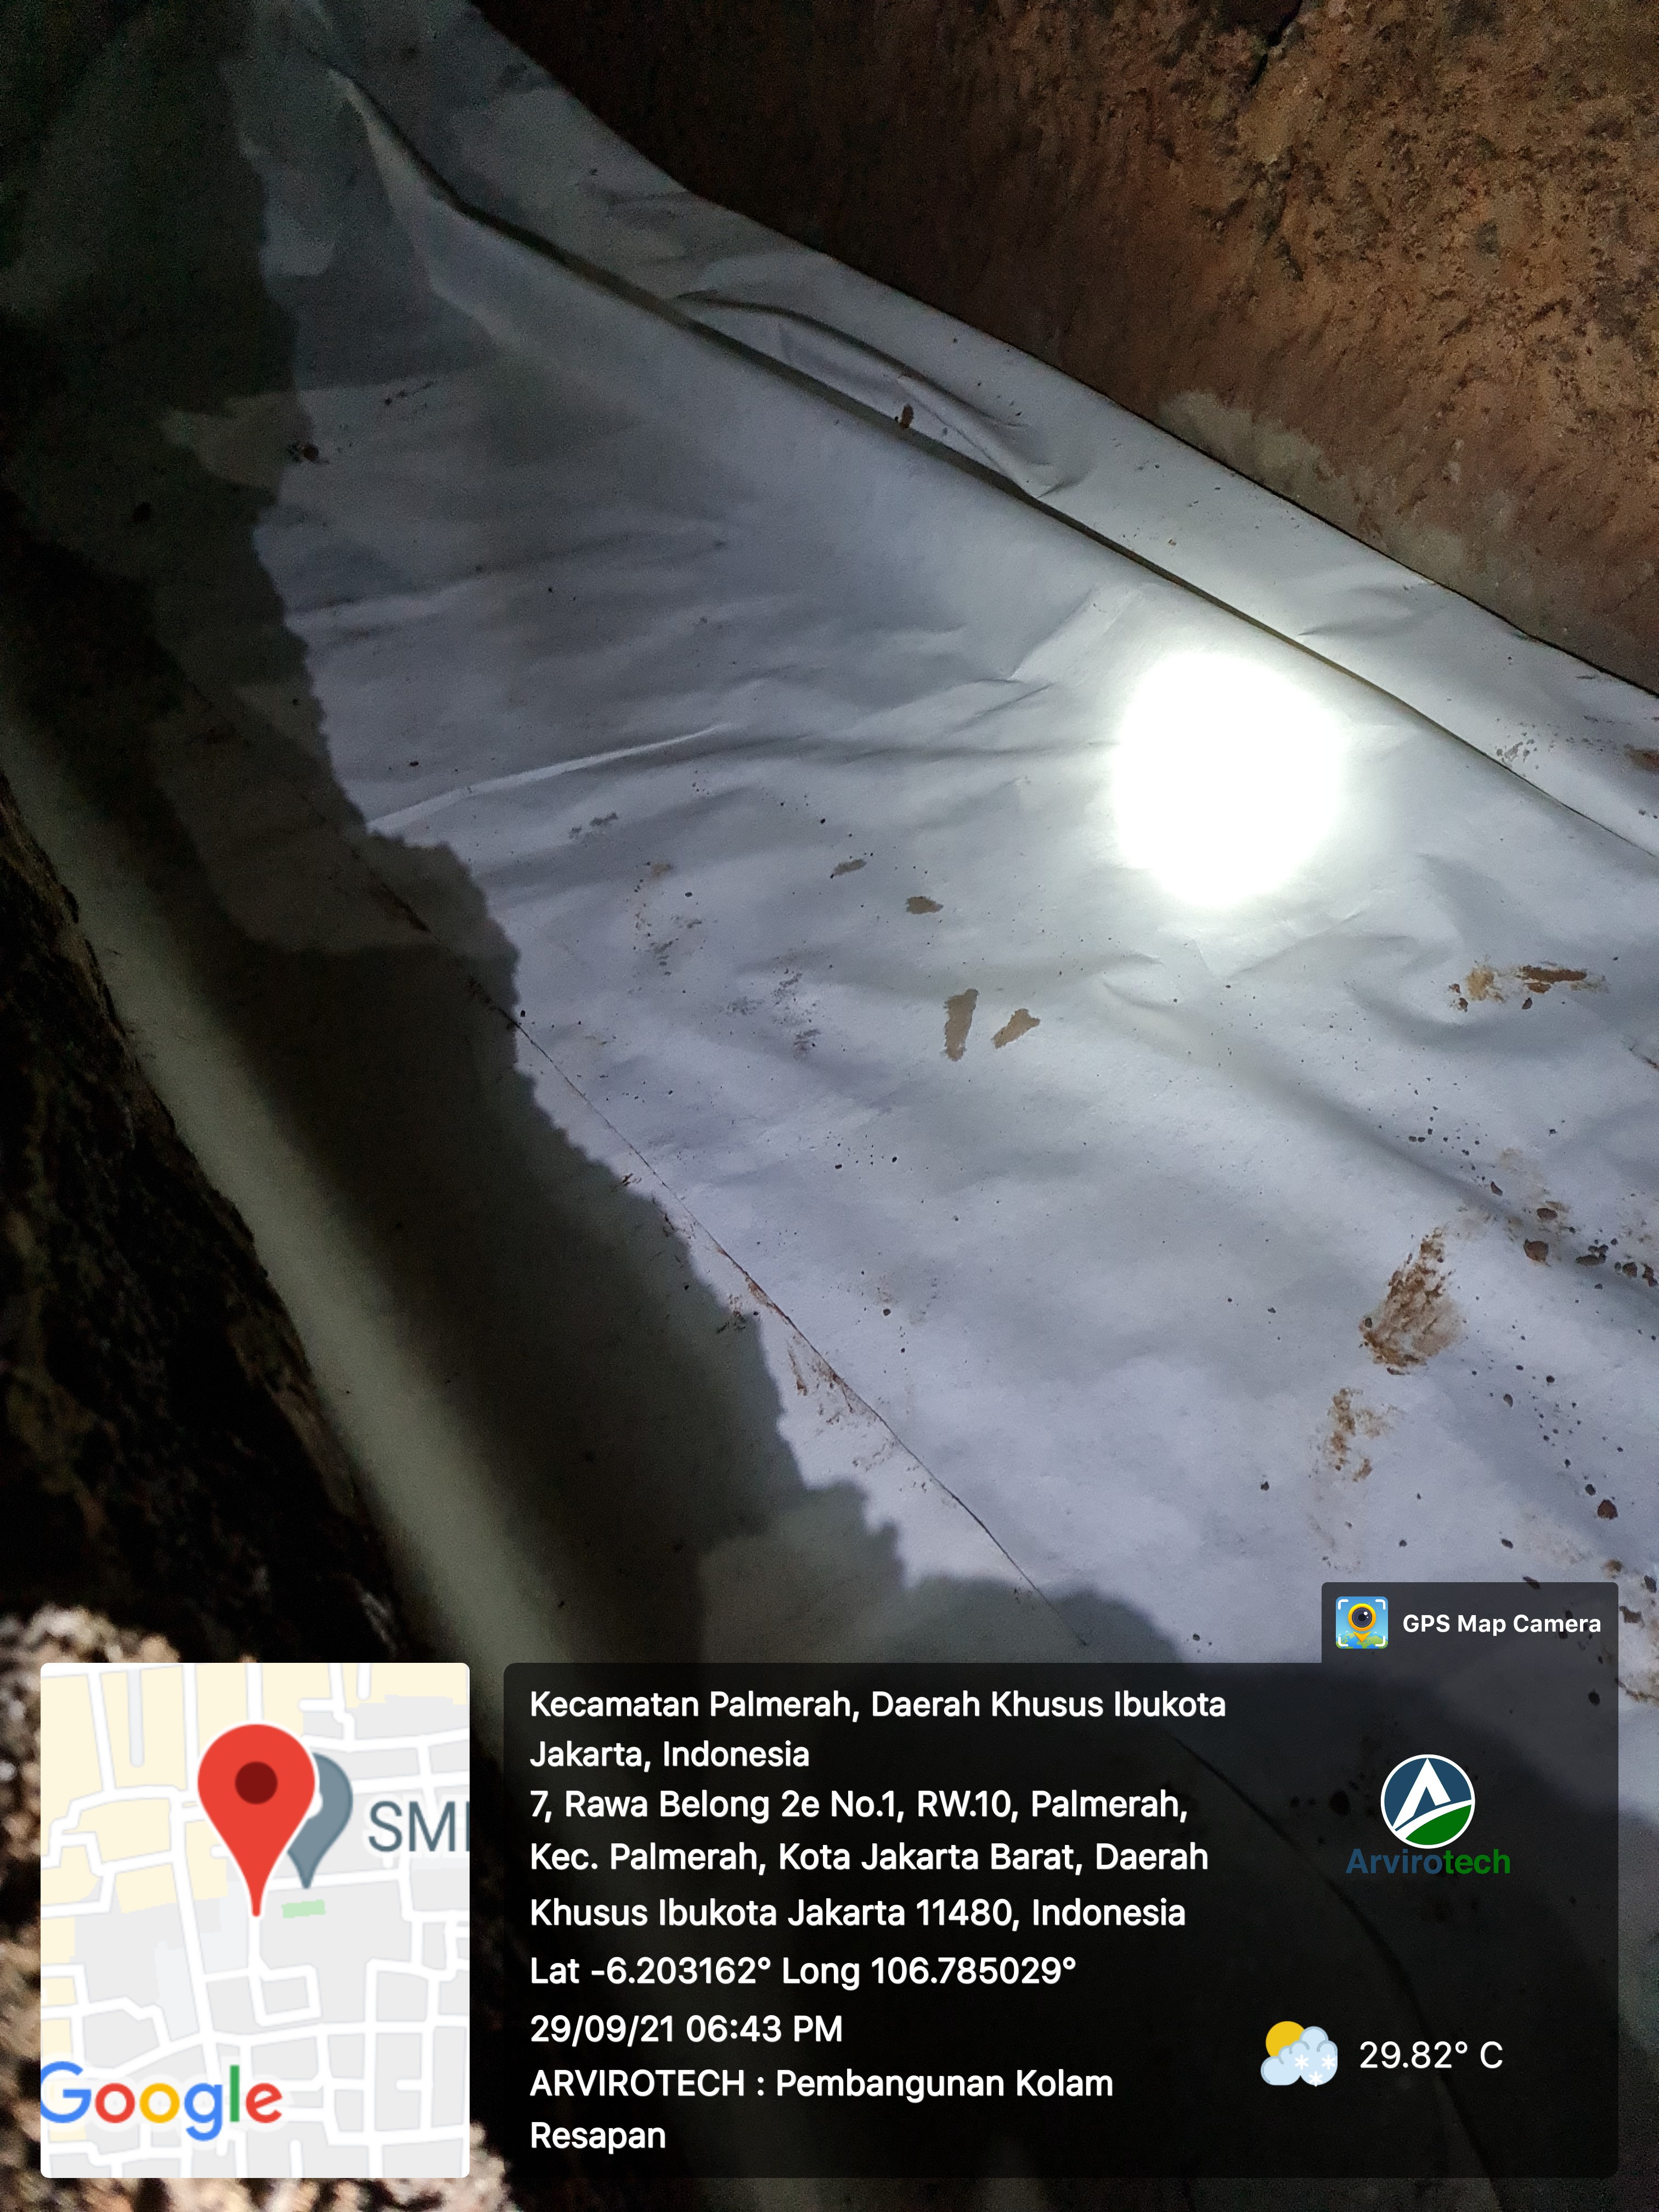 GPS Map Camera
Kecamatan Palmerah, Daerah Khusus Ibukota
Jakarta, Indonesia
7, Rawa Belong 2e No.1, RW.10, Palmerah,
Kec. Palmerah, Kota Jakarta Barat, Daerah
Khusus Ibukota Jakarta 11480, Indonesia
Lat -6.203162° Long 106.785029°
29/09/21 06:43 PM
ARVIROTECH : Pembangunan Kolam
Resapan
Arvirotech
29.82° C
Google